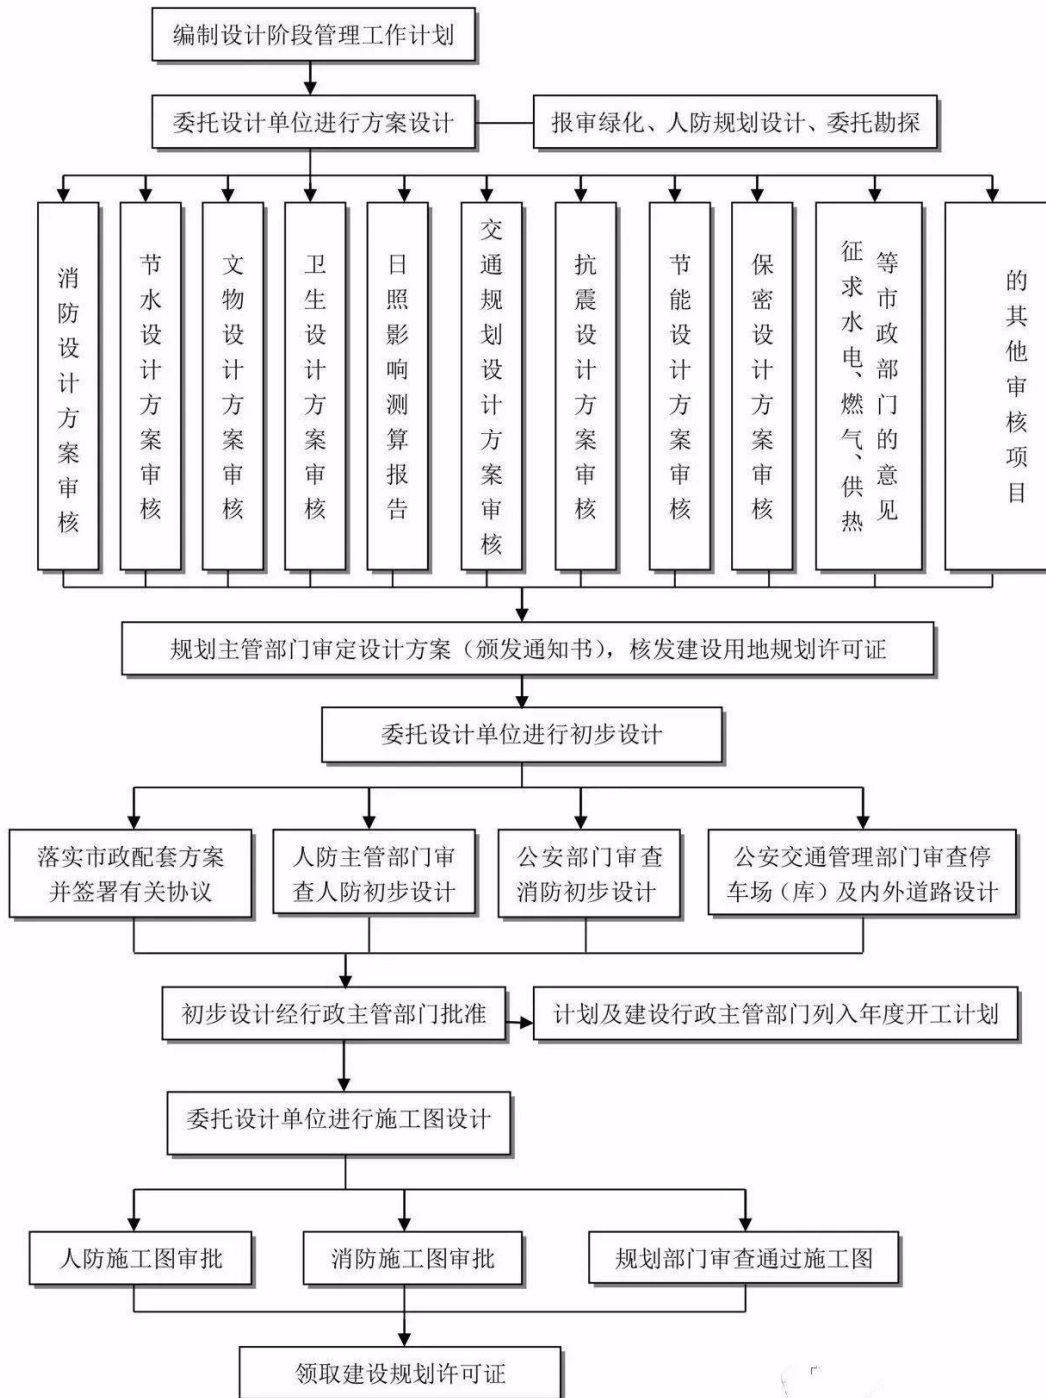 编制设计阶段管理工作计划
委托设计单位进行方案设计
报审绿化、人防规划设计、委托勘探
消防设计方案审核
节水设计方案审核
文物设计方案审核
卫生设计方案审核
日照影响测算报告
交通规划设计方案审核
抗震设计方案审核
节能设计方案审核
保密设计方案审核
征求水电、燃气、供热
等市政部门的意见
的其他审核项目
规划主管部门审定设计方案（颁发通知书），核发建设用地规划许可证
委托设计单位进行初步设计
落实市政配套方案
并签署有关协议
人防主管部门审
查人防初步设计
公安部门审查
消防初步设计
公安交通管理部门审查停
车场（库）及内外道路设计
初步设计经行政主管部门批准
计划及建设行政主管部门列入年度开工计划
委托设计单位进行施工图设计
人防施工图审批
消防施工图审批
规划部门审查通过施工图
领取建设规划许可证